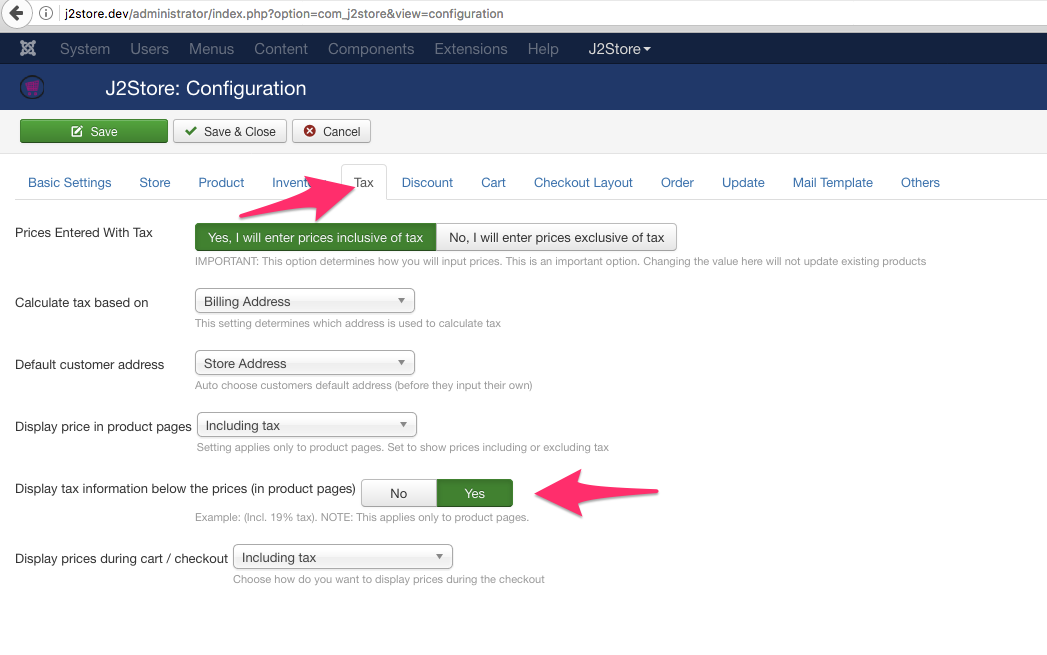 j2store.dev/administrator/index.php?option=com_j2store&view=configuration
System Users Menus Content Components Extensions Help J2Store
J2Store: Configuration
Save Save & Close Cancel
Basic Settings Store Product Tax Discount Cart Checkout Layout Order Update Mail Template Others
Prices Entered With Tax
Yes, I will enter prices inclusive of tax No, I will enter prices exclusive of tax
IMPORTANT: This option determines how you will input prices. This is an important option. Changing the value here will not update existing products
Calculate tax based on Billing Address
This setting determines which address is used to calculate tax
Default customer address Store Address
Auto choose customers default address (before they input their own)
Display price in product pages Including tax
Setting applies only to product pages. Set to show prices including or excluding tax
Display tax information below the prices (in product pages) No Yes
Example: (Incl. 19% tax). NOTE: This applies only to product pages.
Display prices during cart / checkout Including tax
Choose how do you want to display prices during the checkout